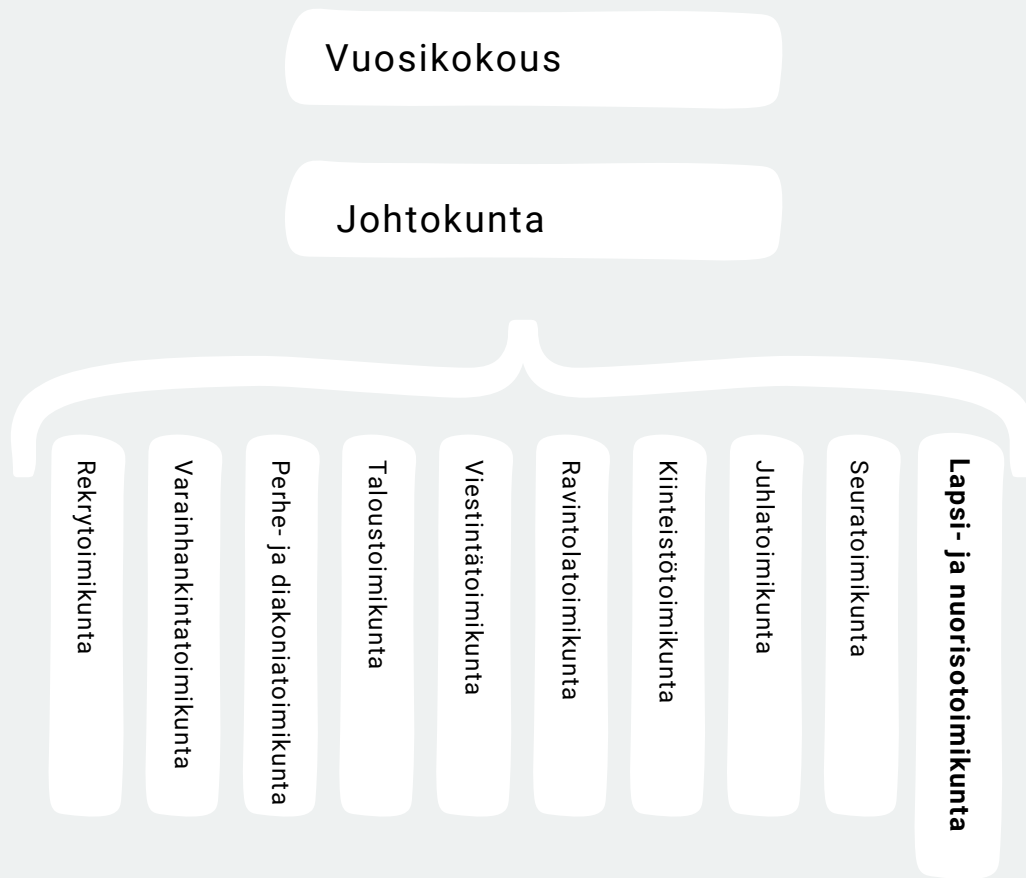 Vuosikokous
Johtokunta
Rekrytoimikunta
Varainhankintatoimikunta
Perhe- ja diakoniatoimikunta
Taloustoimikunta
Viestintätoimikunta
Ravintolatoimikunta
Kiinteistötoimikunta
Juhlatoimikunta
Seuratoimikunta
Lapsi- ja nuorisotoimikunta